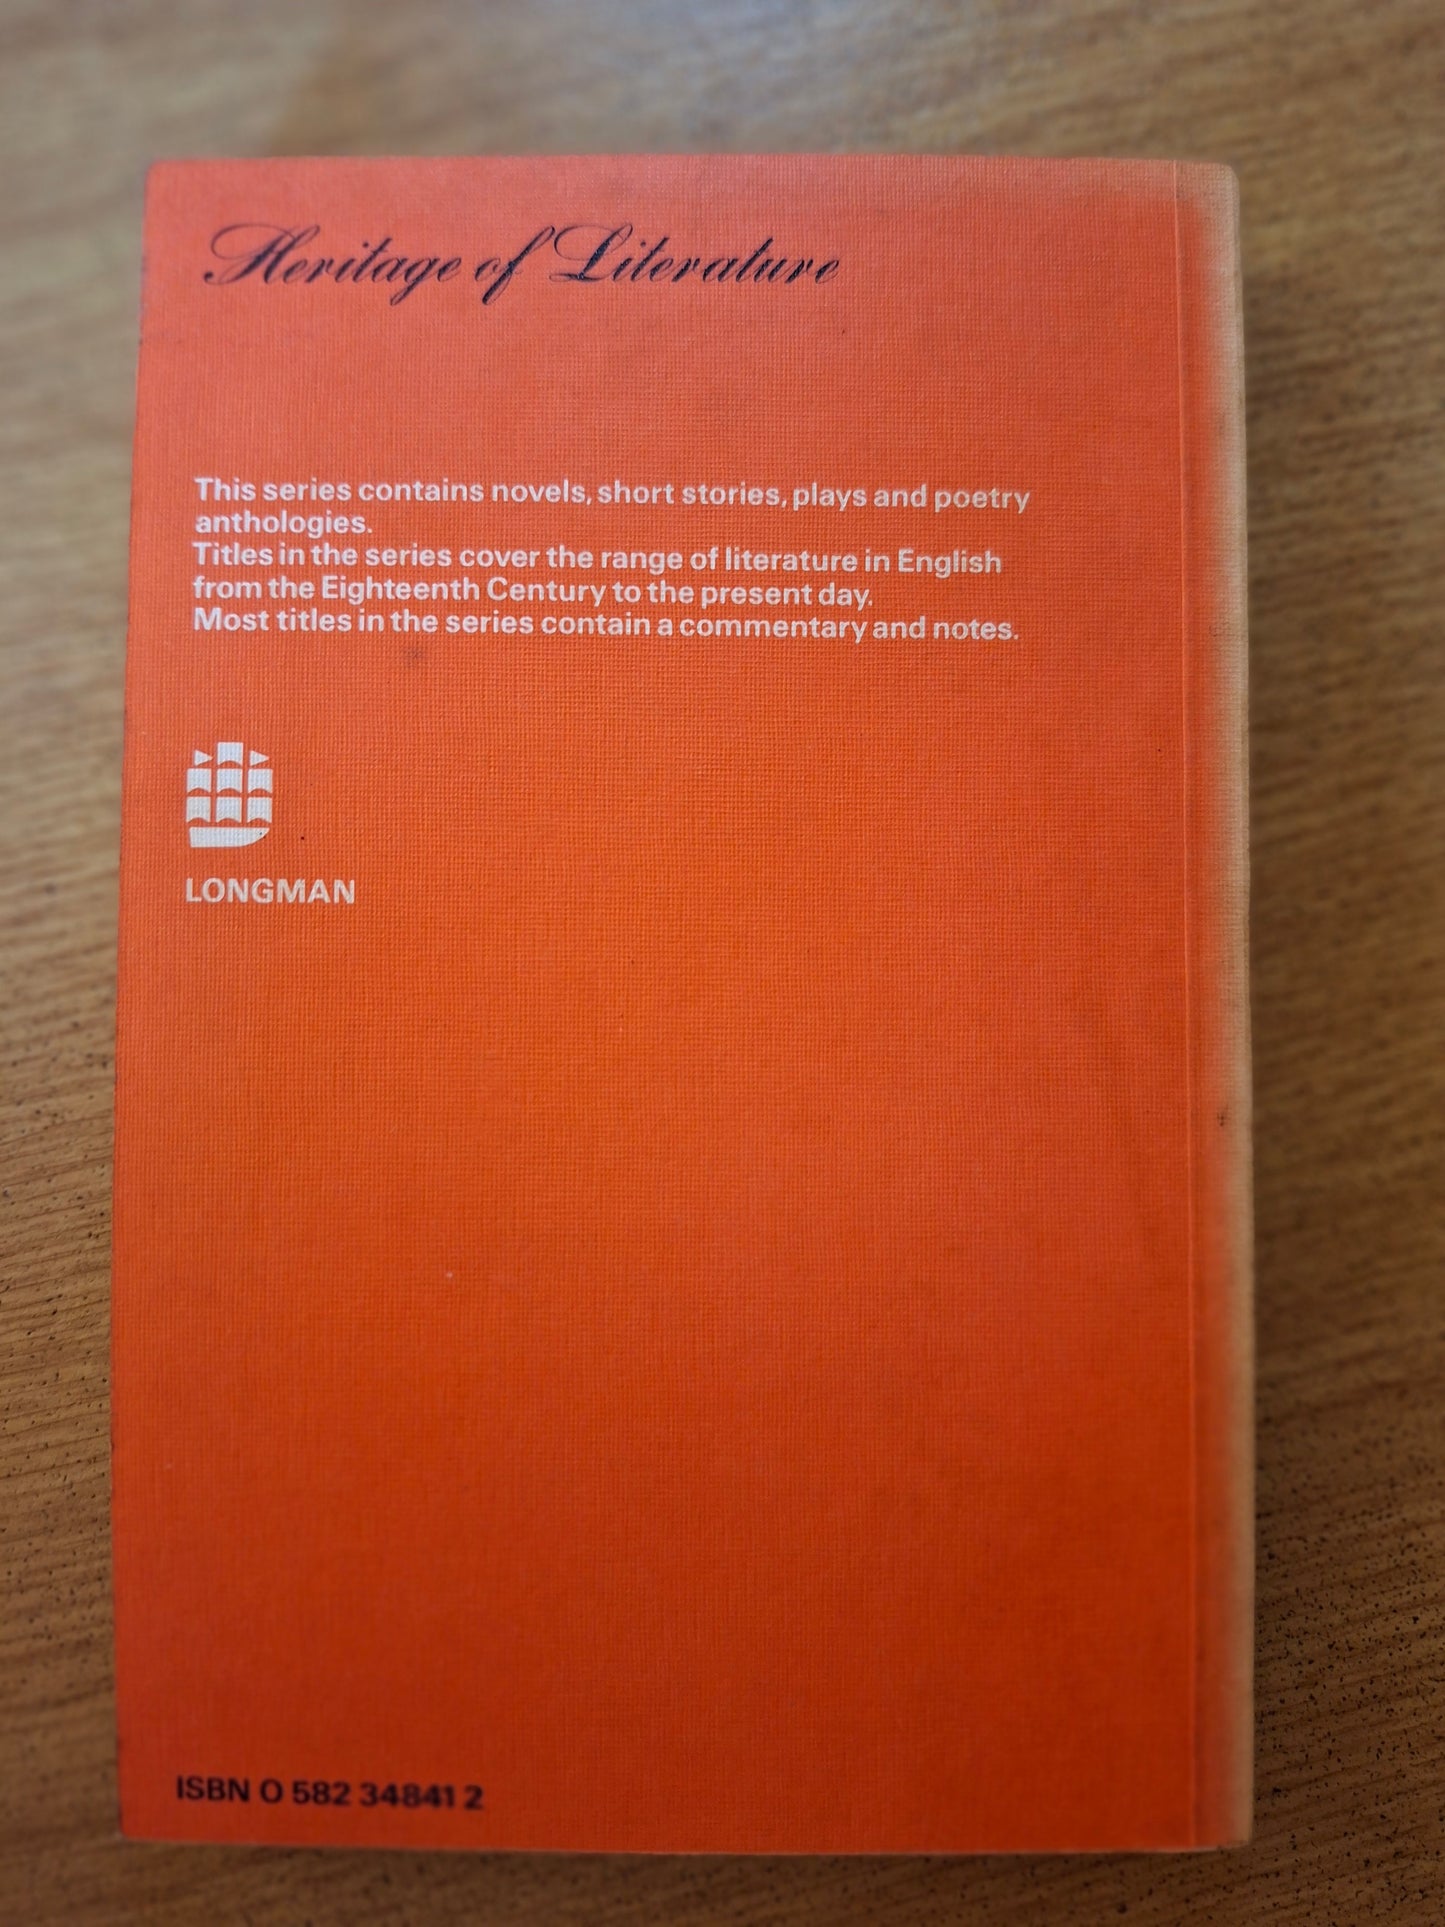 Heritage of Literature
This series contains novels, short stories, plays and poetry
anthologies.
Titles in the series cover the range of literature in English
from the Eighteenth Century to the present day.
Most titles in the series contain a commentary and notes.
LONGMAN
ISBN 0 582 34841 2